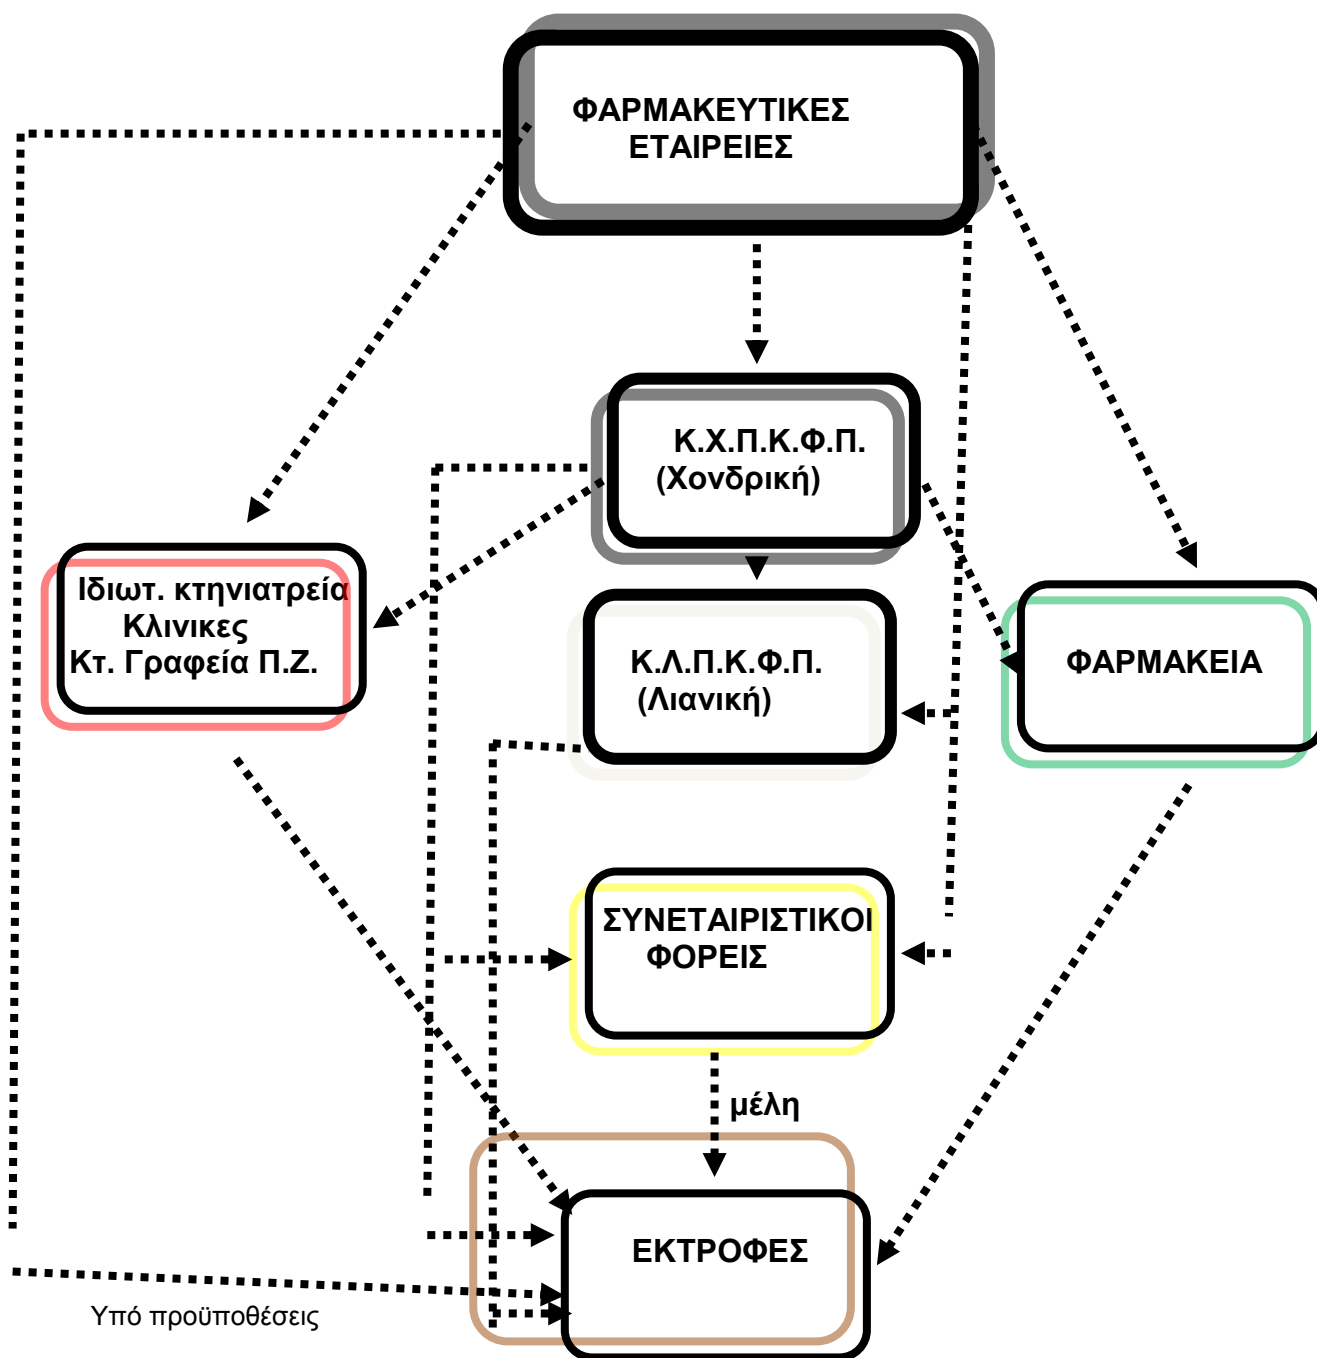 ΦΑΡΜΑΚΕΥΤΙΚΕΣ
ΕΤΑΙΡΕΙΕΣ
Κ.Χ.Π.Κ.Φ.Π.
(Χονδρική)
Ιδιωτ. κτηνιατρεία
Κλινικες
Κτ. Γραφεία Π.Ζ.
Κ.Λ.Π.Κ.Φ.Π.
(Λιανική)
ΦΑΡΜΑΚΕΙΑ
ΣΥΝΕΤΑΙΡΙΣΤΙΚΟΙ
ΦΟΡΕΙΣ
μέλη
ΕΚΤΡΟΦΕΣ
Υπό προϋποθέσεις